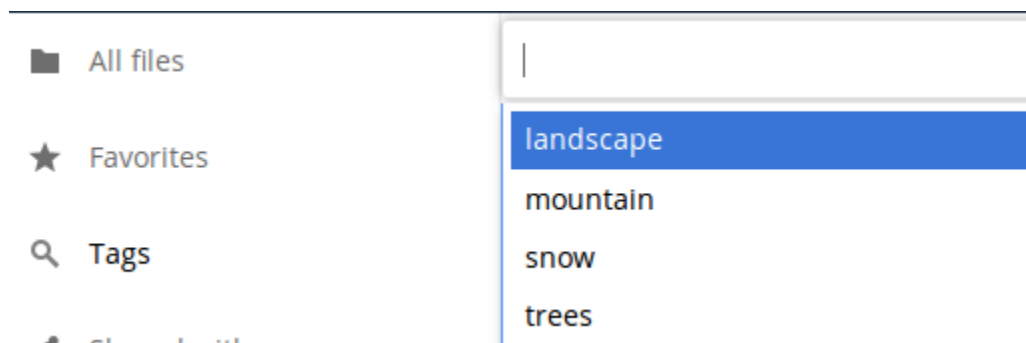 All files
Favorites
Tags
landscape
mountain
snow
trees